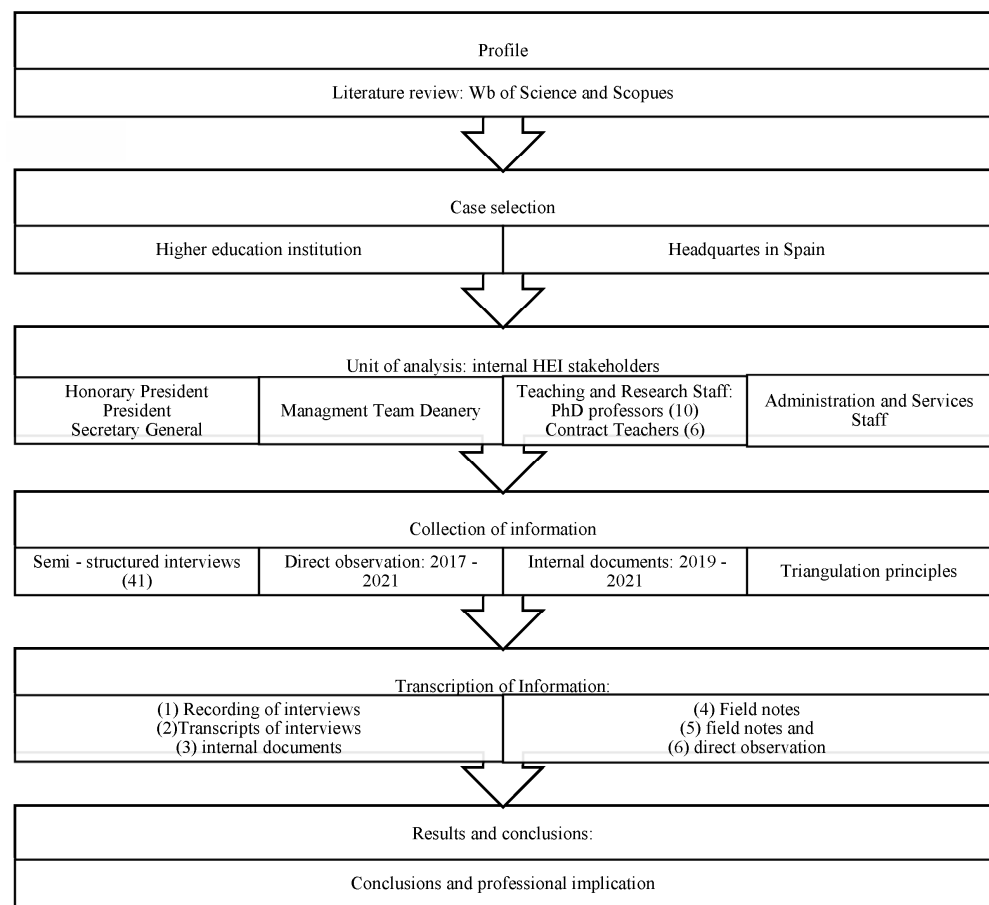 Profile
Literature review: Wb of Science and Scopues
Case selection
Higher education institution
Headquartes in Spain
Unit of analysis: internal HEI stakeholders
Honorary President
President
Secretary General
Managment Team Deanery
Teaching and Research Staff:
PhD professors (10)
Contract Teachers (6)
Administration and Services
Staff
Collection of information
Semi - structured interviews
(41)
Direct observation: 2017 -
2021
Internal documents: 2019 -
2021
Triangulation principles
Transcription of Information:
(1) Recording of interviews
(2)Transcripts of interviews
(3) internal documents
(4) Field notes
(5) field notes and
(6) direct observation
Results and conclusions:
Conclusions and professional implication